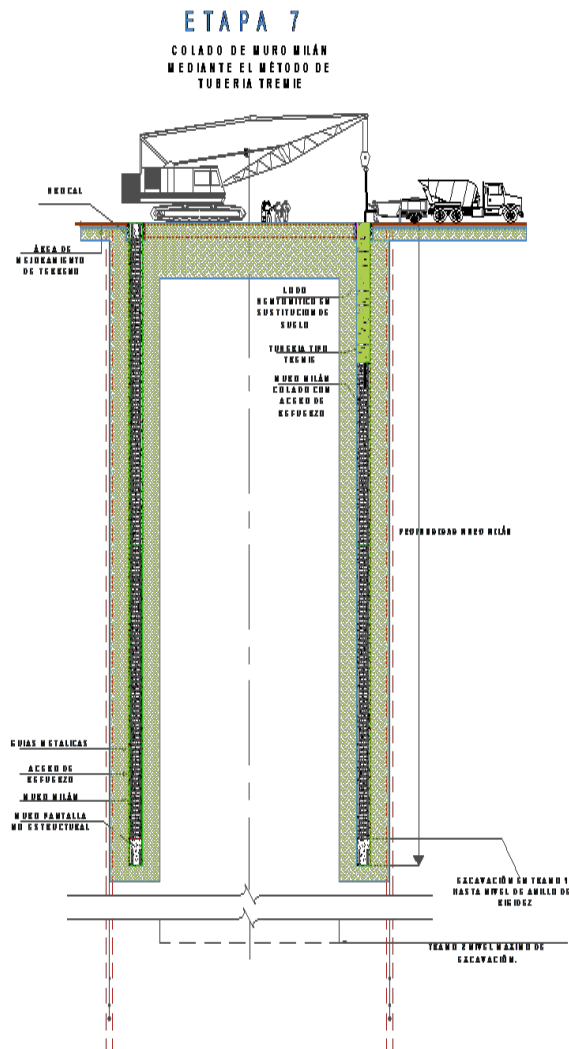 ETAPA 7
COLADO DE MURO MILÁN
MEDIANTE EL MÉTODO DE
TUBERIA TREMIE
BROCAL
ÁREA DE
MEJORAMIENTO
DE TERRENO
LODO
BENTONITICO EN
SUSTITUCION DE
SUELO
TUBERIA TIPO
TREMIE
MURO MILÁN
COLADO CON
ACERO DE
REFUERZO
PROFUNDIDAD MURO MILÁN
GUIAS METALICAS
ACERO DE
REFUERZO
MURO MILÁN
MURO PANTALLA
NO ESTRUCTURAL
EXCAVACIÓN EN TRAMO 1
HASTA NIVEL DE ANILLO DE
RIGIDEZ
TRAMO 2 NIVEL MAXIMO DE
EXCAVACIÓN.